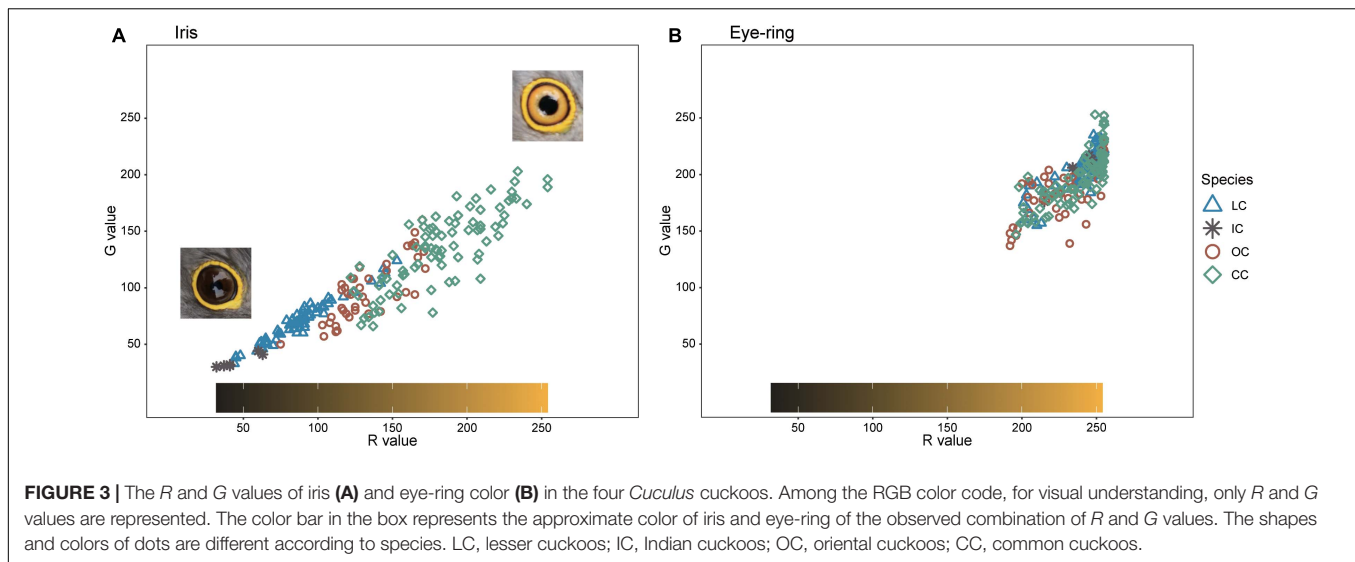 A Iris
B Eye-ring
G value
250
200
150
100
50
50 100 150 200 250
R value
G value
250
200
150
100
50
50 100 150 200 250
R value
Species
LC
IC
OC
CC
FIGURE 3 | The R and G values of iris (A) and eye-ring color (B) in the four Cuculus cuckoos. Among the RGB color code, for visual understanding, only R and G
values are represented. The color bar in the box represents the approximate color of iris and eye-ring of the observed combination of R and G values. The shapes
and colors of dots are different according to species. LC, lesser cuckoos; IC, Indian cuckoos; OC, oriental cuckoos; CC, common cuckoos.